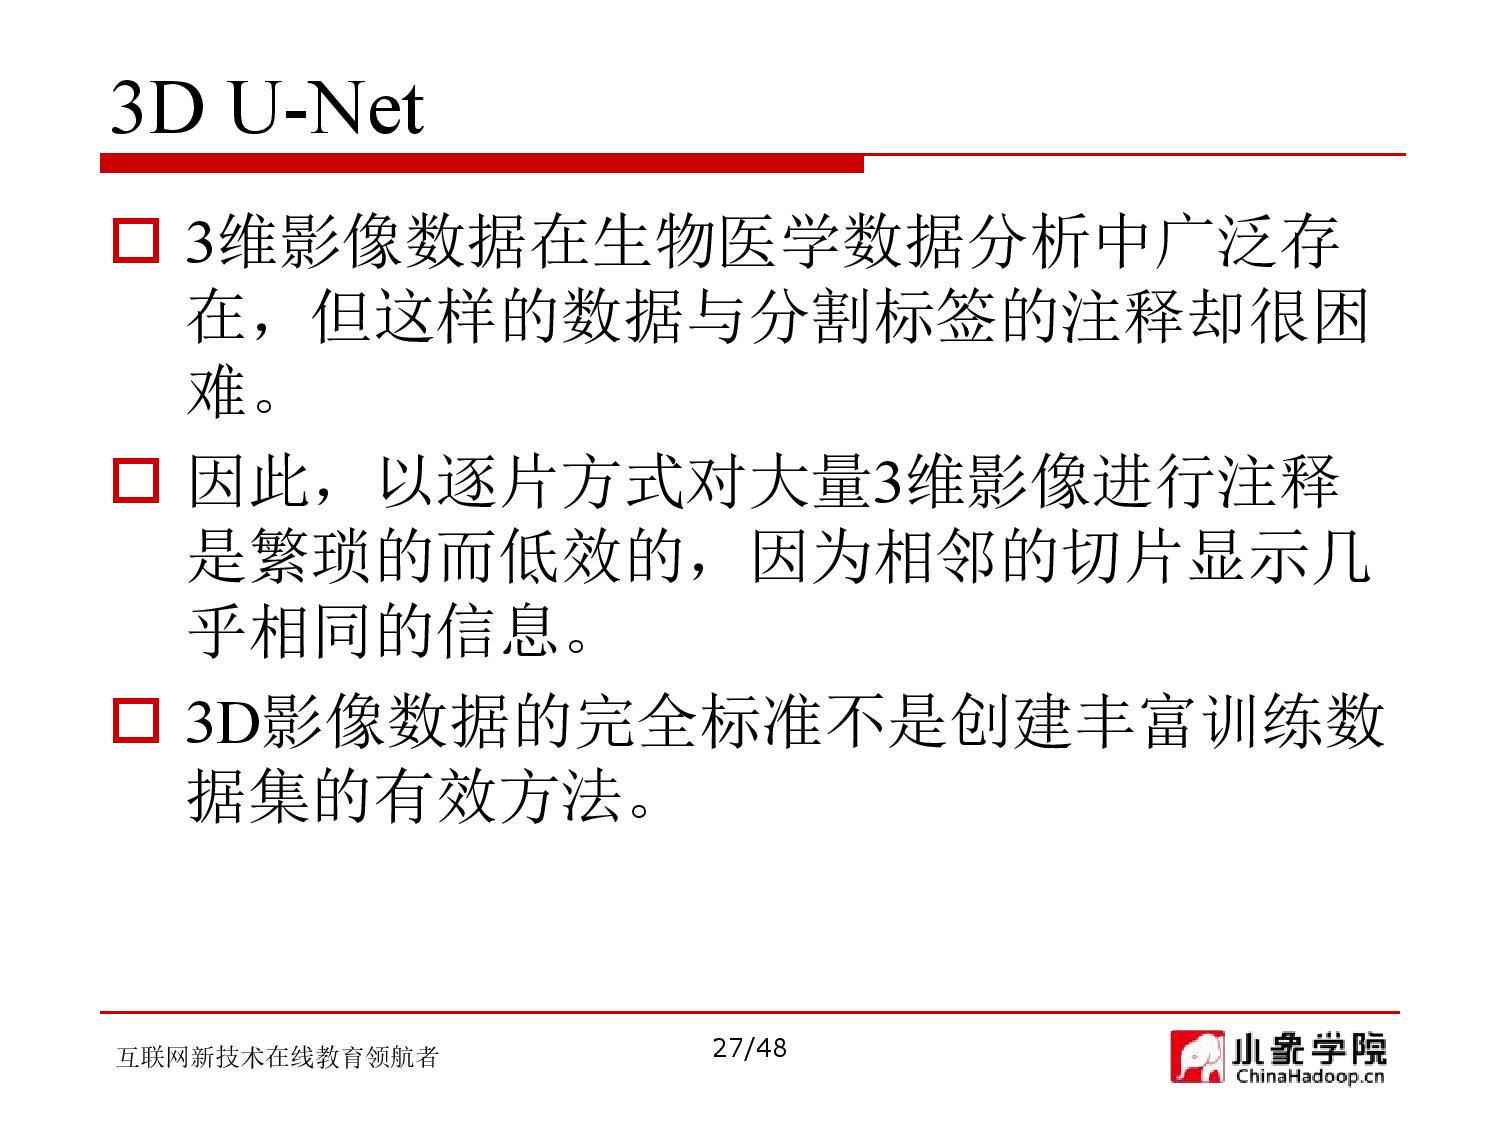 3D U-Net
3维影像数据在生物医学数据分析中广泛存
在，但这样的数据与分割标签的注释却很困
难。
因此，以逐片方式对大量3维影像进行注释
是繁琐的而低效的，因为相邻的切片显示几
乎相同的信息。
3D影像数据的完全标准不是创建丰富训练数
据集的有效方法。
互联网新技术在线教育领航者
27/48
小象学院
ChinaHadoop.cn